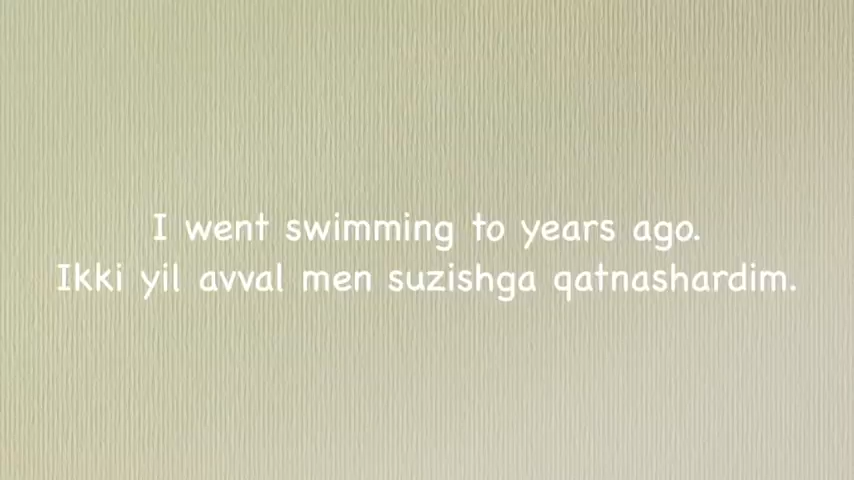 I went swimming to years ago.
Ikki yil avval men suzishga qatnashardim.